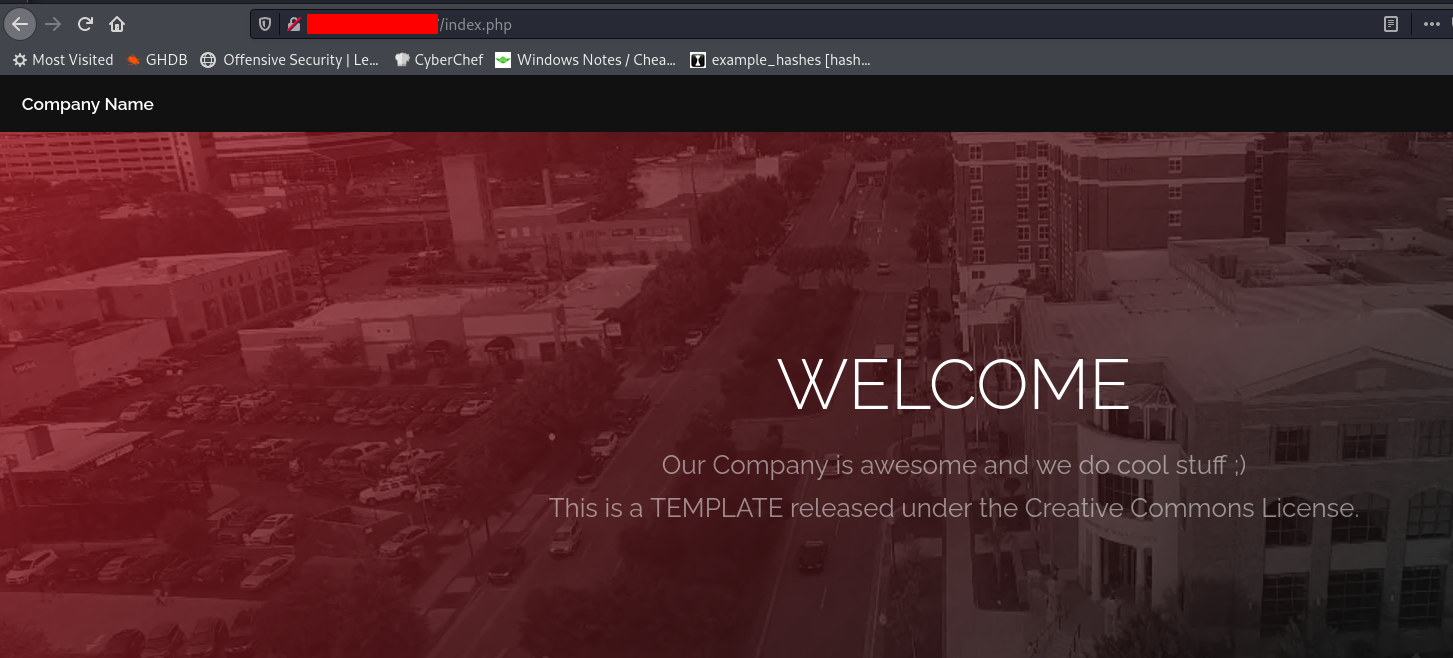 /index.php
Most Visited GHDB Offensive Security | Le... CyberChef Windows Notes / Chea... example_hashes [hash...
Company Name
WELCOME
Our Company is awesome and we do cool stuff ;)
This is a TEMPLATE released under the Creative Commons License.